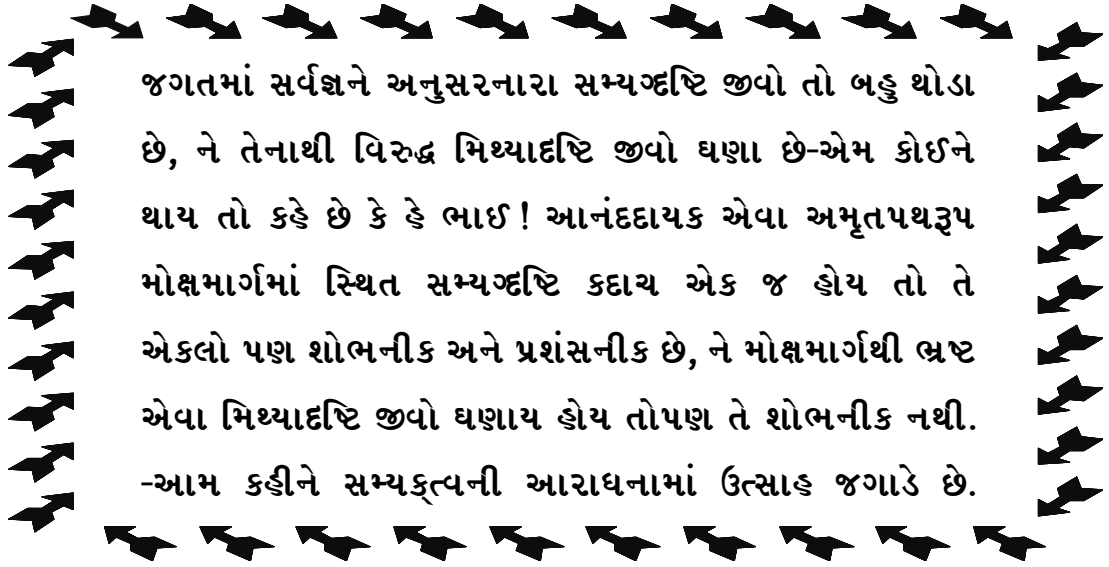 જગતમાં સર્વજ્ઞને અનુસરનારા સમ્યગ્દષ્ટિ જીવો તો બહુ થોડા
છે, ને તેનાથી વિરુદ્ધ મિથ્યાદષ્ટિ જીવો ઘણા છે-એમ કોઈને
થાય તો કહે છે કે હે ભાઈ ! આનંદદાયક એવા અમૃતપથરૂપ
મોક્ષમાર્ગમાં સ્થિત સમ્યગ્દષ્ટિ કદાચ એક જ હોય તો તે
એકલો પણ શોભનીક અને પ્રશંસનીક છે, ને મોક્ષમાર્ગથી ભ્રષ્ટ
એવા મિથ્યાદષ્ટિ જીવો ઘણાય હોય તોપણ તે શોભનીક નથી.
-આમ કહીને સમ્યક્ત્વની આરાધનામાં ઉત્સાહ જગાડે છે.